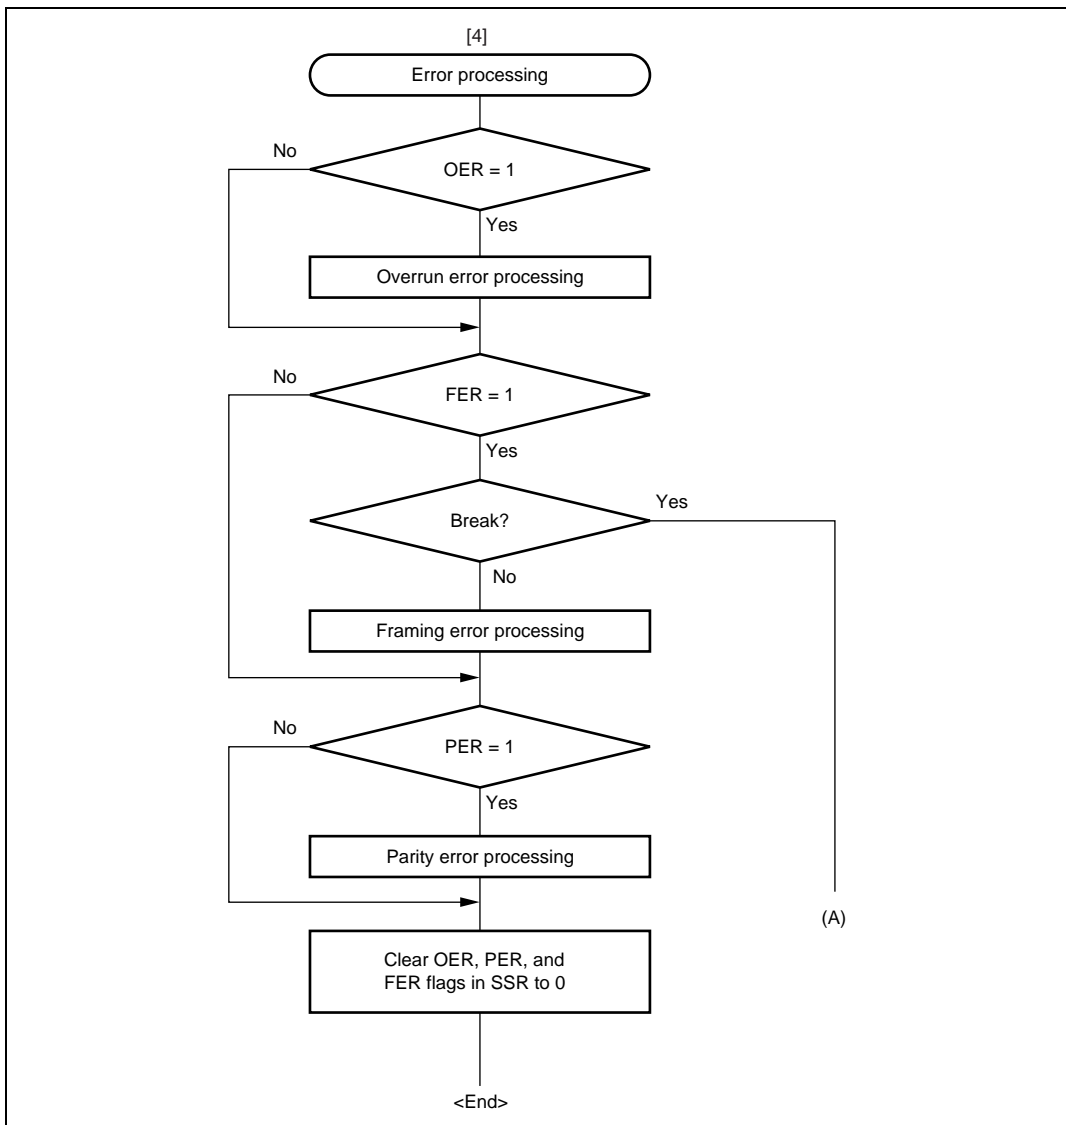 [4]
Error processing
No
OER = 1
Yes
Overrun error processing
No
FER = 1
Yes
Break?
Yes
No
Framing error processing
No
PER = 1
Yes
Parity error processing
(A)
Clear OER, PER, and
FER flags in SSR to 0
<End>